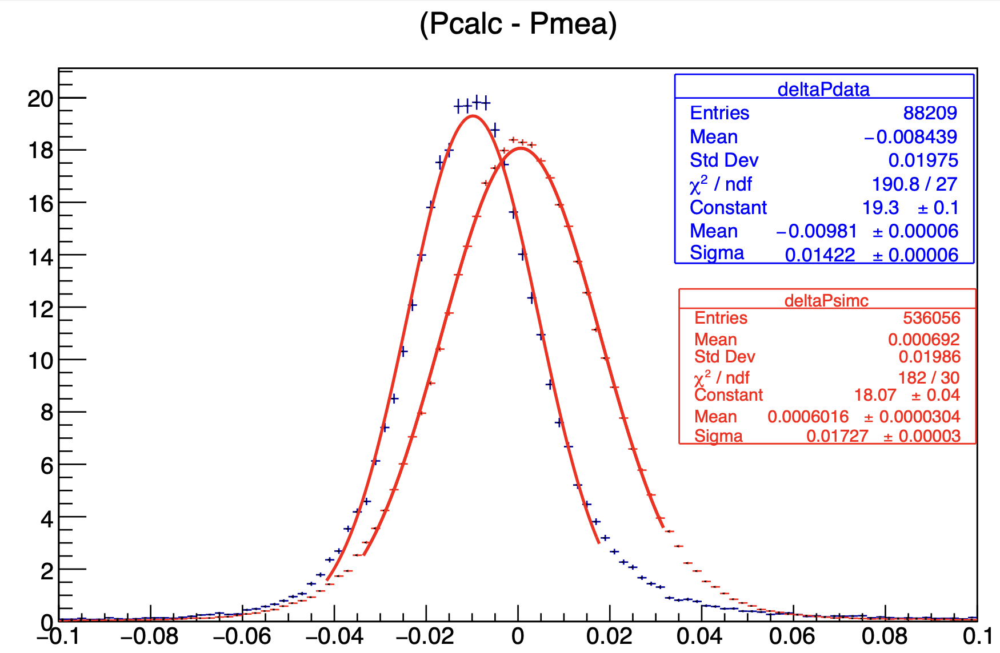 (Pcalc - Pmea)
deltaPdata
Entries 88209
Mean −0.008439
Std Dev 0.01975
χ² / ndf 190.8 / 27
Constant 19.3 ± 0.1
Mean −0.00981 ± 0.00006
Sigma 0.01422 ± 0.00006
deltaPsimc
Entries 536056
Mean 0.000692
Std Dev 0.01986
χ² / ndf 182 / 30
Constant 18.07 ± 0.04
Mean 0.0006016 ± 0.0000304
Sigma 0.01727 ± 0.00003
20
18
16
14
12
10
8
6
4
2
0
−0.1 −0.08 −0.06 −0.04 −0.02 0 0.02 0.04 0.06 0.08 0.1